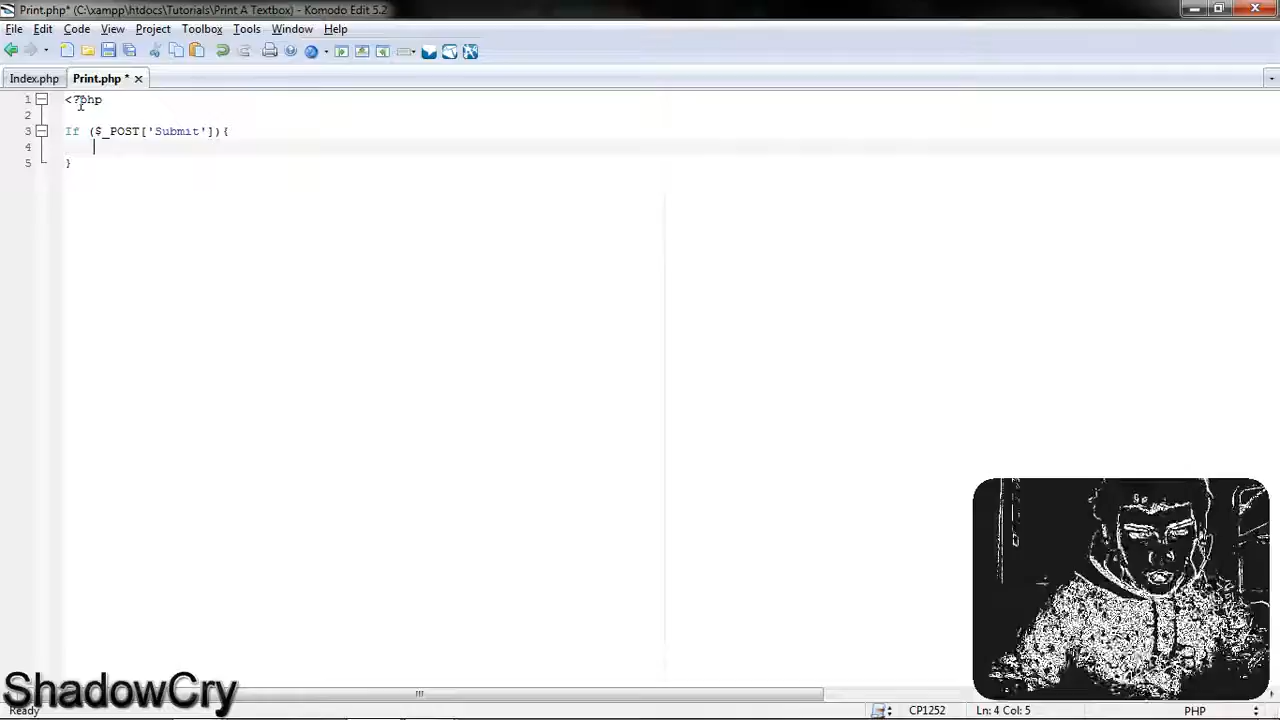 Print.php* (C:\xampp\htdocs\Tutorials\Print A Textbox) - Komodo Edit 5.2
File Edit Code View Project Toolbox Tools Window Help
Index.php Print.php *
1 <?php
2
3 If ($_POST['Submit']){
4
5 }
ShadowCry
Ready CP1252 Ln: 4 Col: 5 PHP